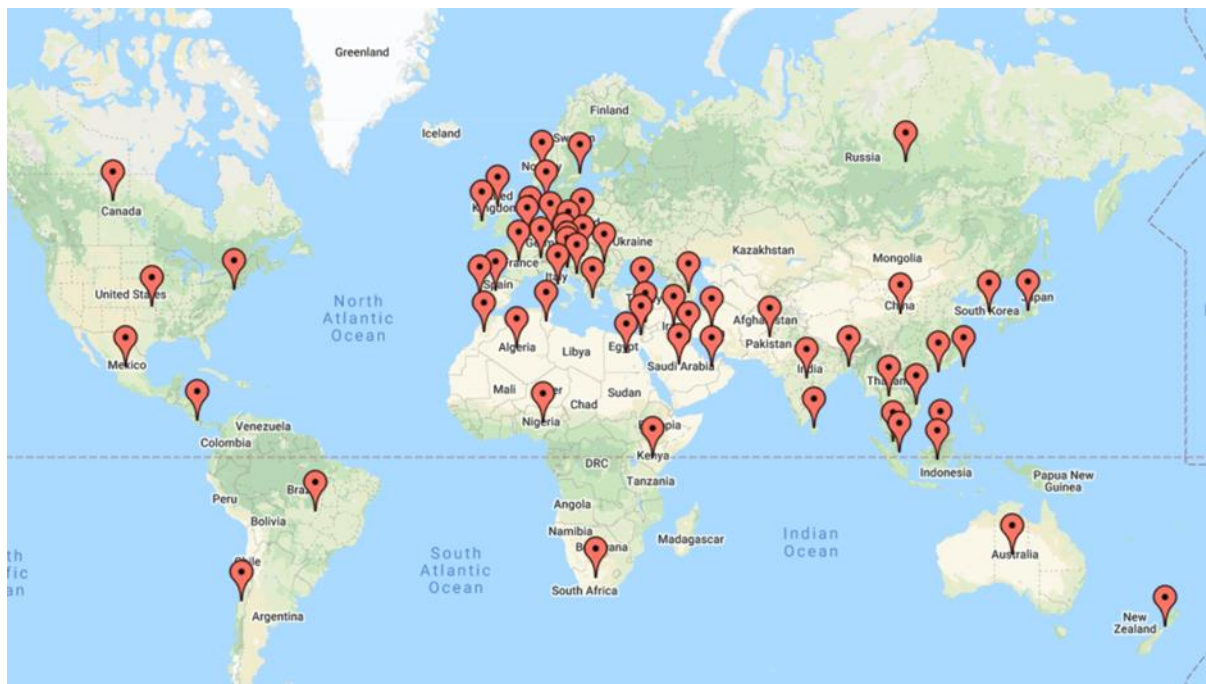 Greenland
Iceland
Finland
Russia
Canada
Kingdom
Ukraine
Kazakhstan
Mongolia
France
Italy
Spain
United States
North
Atlantic
Ocean
China
South Korea
Japan
Afghanistan
Pakistan
Algeria
Libya
Egypt
Saudi Arabia
India
Mexico
Mali
Chad
Sudan
Nigeria
Venezuela
Colombia
DRC
Kenya
Tanzania
Indonesia
Papua New
Guinea
Peru
Bolivia
Angola
Namibia
Madagascar
Indian
Ocean
South
Atlantic
Ocean
Chile
Australia
South Africa
Argentina
New
Zealand